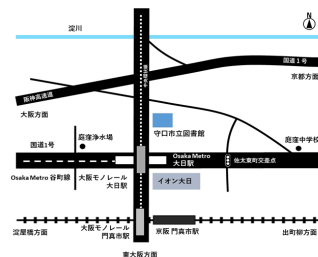 N
淀川
国道1号
京都方面
阪神高速道
大阪方面
守口市立図書館
庭窪浄水場
庭窪中学校
国道1号
Osaka Metro
大日駅
佐太東町交差点
Osaka Metro 谷町線
大阪モノレール
大日駅
イオン大日
大阪モノレール
門真市駅
京阪 門真市駅
淀屋橋方面
出町柳方面
東大阪方面